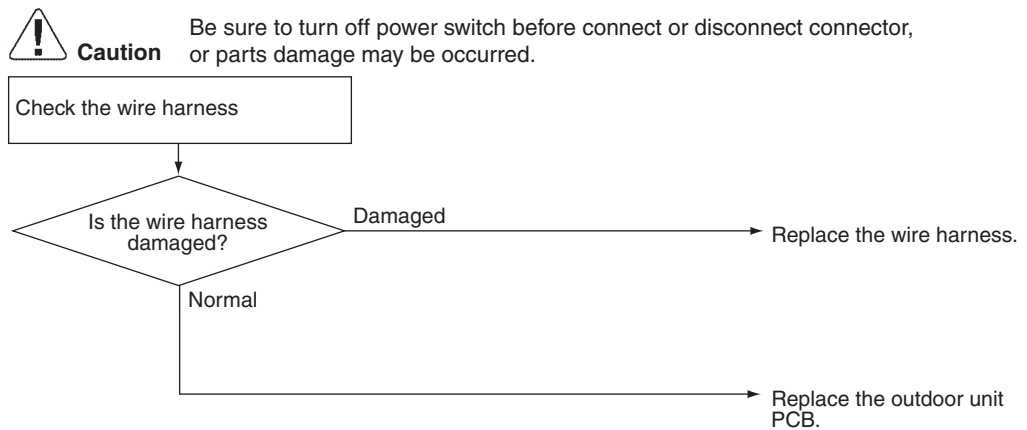 Be sure to turn off power switch before connect or disconnect connector,
Caution or parts damage may be occurred.
Check the wire harness
Is the wire harness
damaged?
Damaged
Replace the wire harness.
Normal
Replace the outdoor unit
PCB.